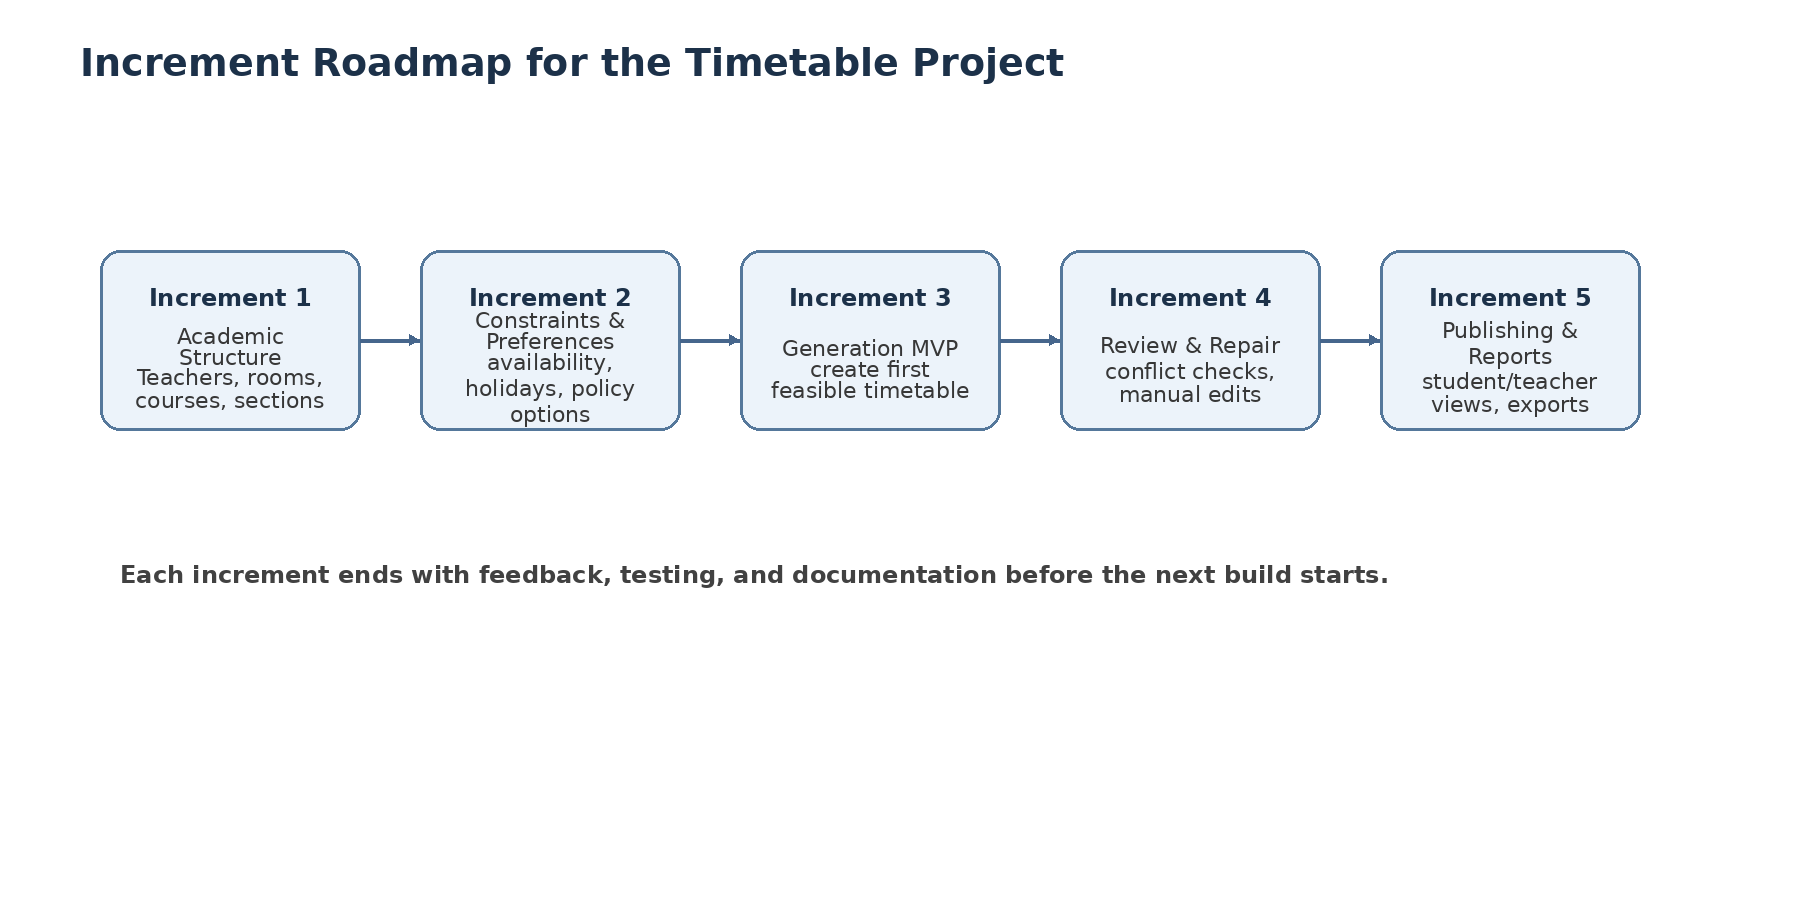 Increment Roadmap for the Timetable Project
Increment 1
Academic
Structure
Teachers, rooms,
courses, sections
Increment 2
Constraints &
Preferences
availability,
holidays, policy
options
Increment 3
Generation MVP
create first
feasible timetable
Increment 4
Review & Repair
conflict checks,
manual edits
Increment 5
Publishing &
Reports
student/teacher
views, exports
Each increment ends with feedback, testing, and documentation before the next build starts.